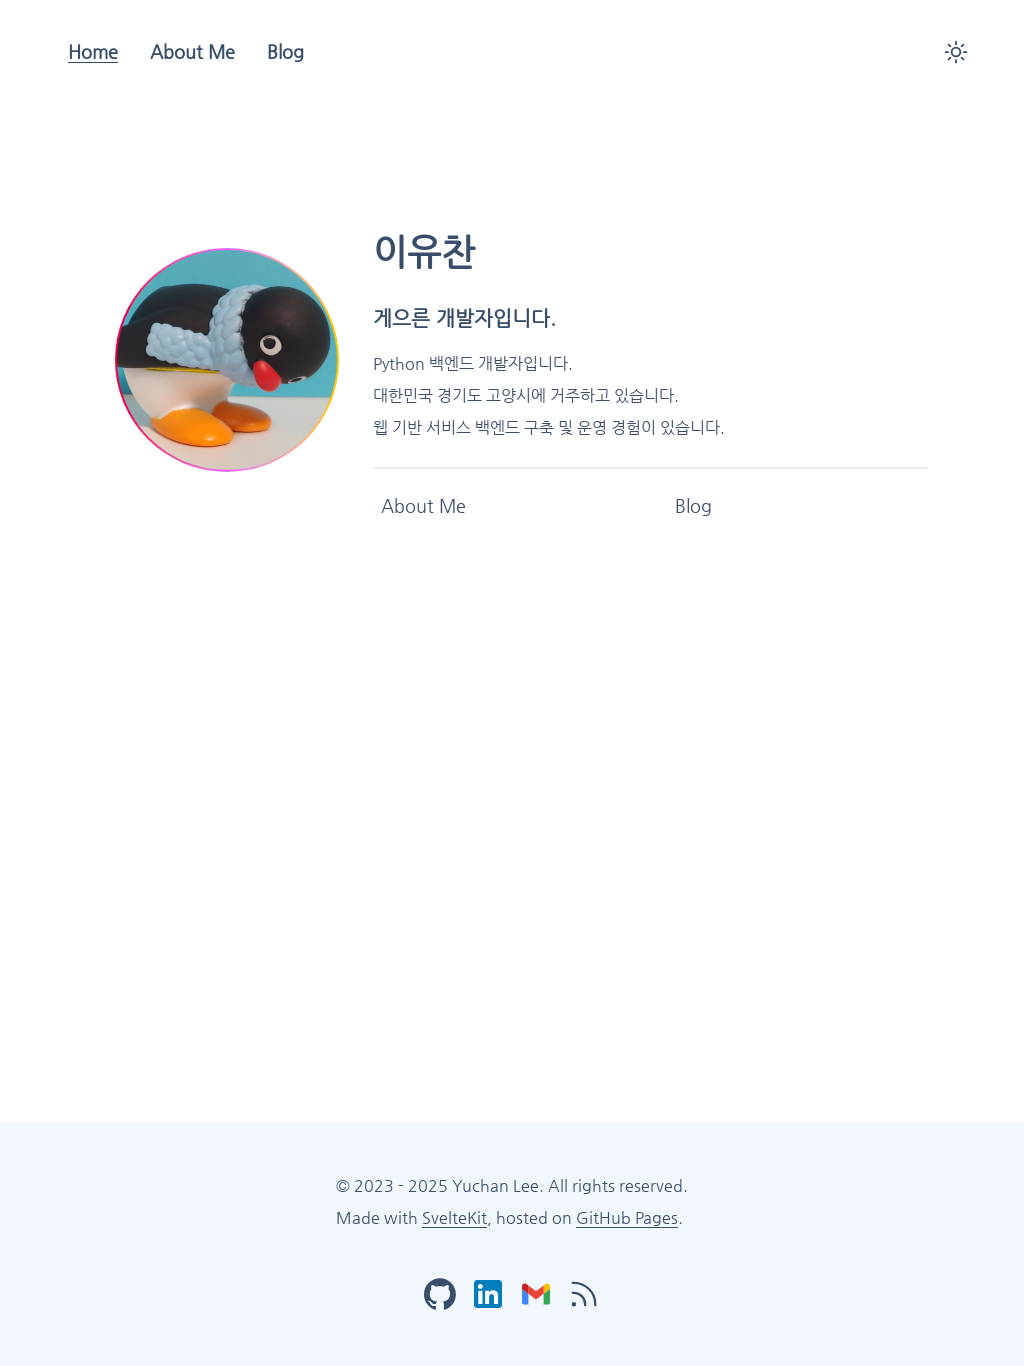 Home About Me Blog
이유찬
게으른 개발자입니다.
Python 백엔드 개발자입니다.
대한민국 경기도 고양시에 거주하고 있습니다.
웹 기반 서비스 백엔드 구축 및 운영 경험이 있습니다.
About Me Blog
© 2023 - 2025 Yuchan Lee. All rights reserved.
Made with SvelteKit, hosted on GitHub Pages.